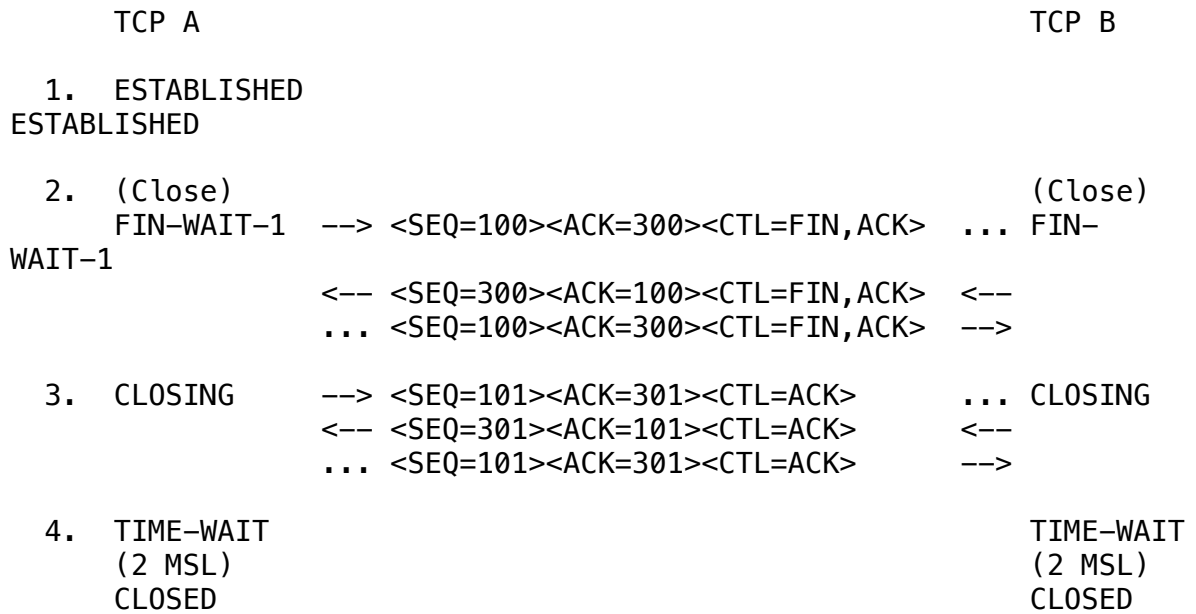 TCP A                                                TCP B

  1.  ESTABLISHED
ESTABLISHED

  2.  (Close)                                              (Close)
      FIN-WAIT-1  --> <SEQ=100><ACK=300><CTL=FIN,ACK>  ... FIN-
WAIT-1
                  <-- <SEQ=300><ACK=100><CTL=FIN,ACK>  <--
                  ... <SEQ=100><ACK=300><CTL=FIN,ACK>  -->

  3.  CLOSING     --> <SEQ=101><ACK=301><CTL=ACK>      ... CLOSING
                  <-- <SEQ=301><ACK=101><CTL=ACK>      <--
                  ... <SEQ=101><ACK=301><CTL=ACK>      -->

  4.  TIME-WAIT                                            TIME-WAIT
      (2 MSL)                                              (2 MSL)
      CLOSED                                               CLOSED